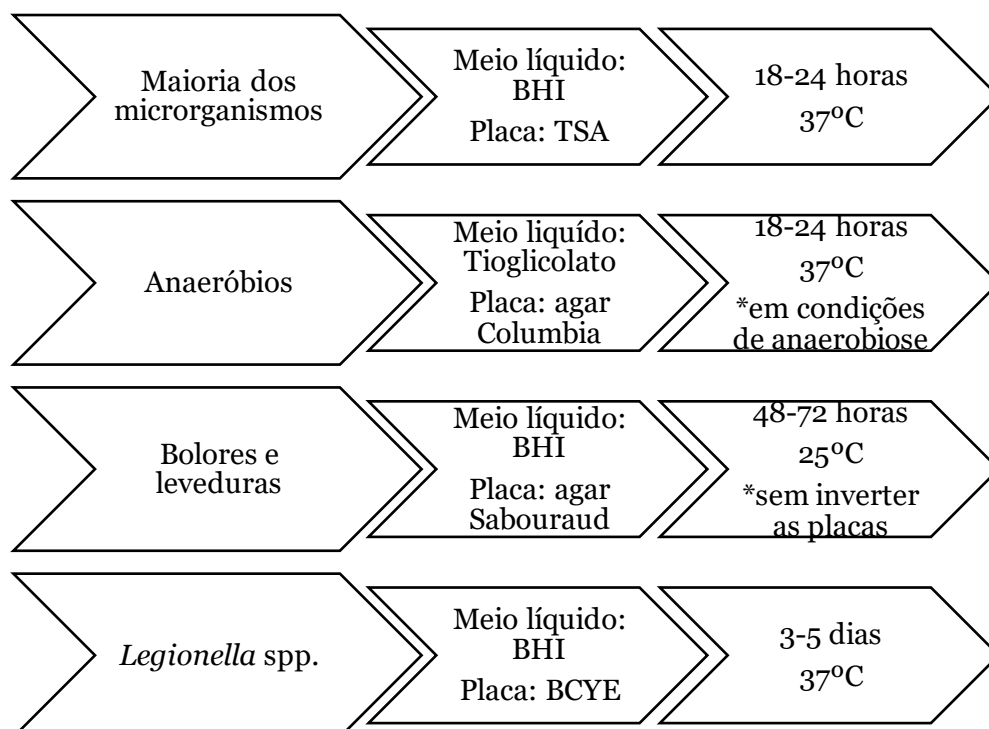 Maioria dos
microrganismos
Meio líquido:
BHI
Placa: TSA
18-24 horas
37ºC
Anaeróbios
Meio liquído:
Tioglicolato
Placa: agar
Columbia
18-24 horas
37ºC
*em condições
de anaerobiose
Bolores e
leveduras
Meio líquido:
BHI
Placa: agar
Sabouraud
48-72 horas
25ºC
*sem inverter
as placas
Legionella spp.
Meio líquido:
BHI
Placa: BCYE
3-5 dias
37ºC